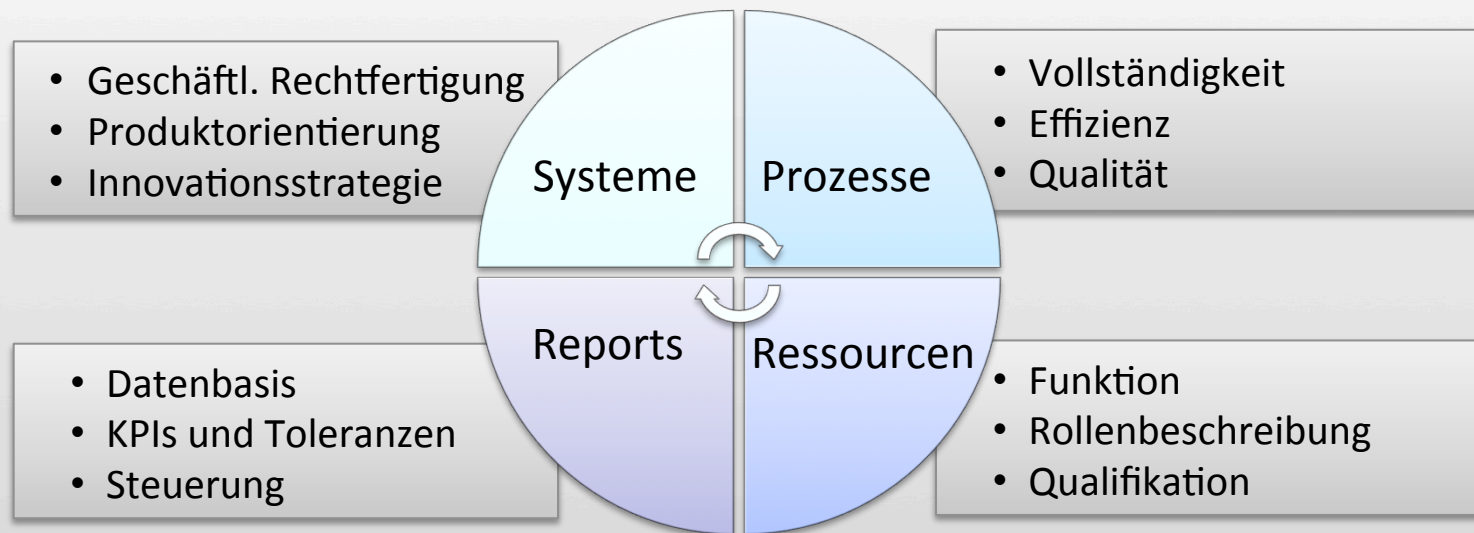 • Geschäftl. Rechtfertigung
• Produktorientierung
• Innovationsstrategie
Systeme
Prozesse
• Vollständigkeit
• Effizienz
• Qualität
• Datenbasis
• KPIs und Toleranzen
• Steuerung
Reports
Ressourcen
• Funktion
• Rollenbeschreibung
• Qualifikation